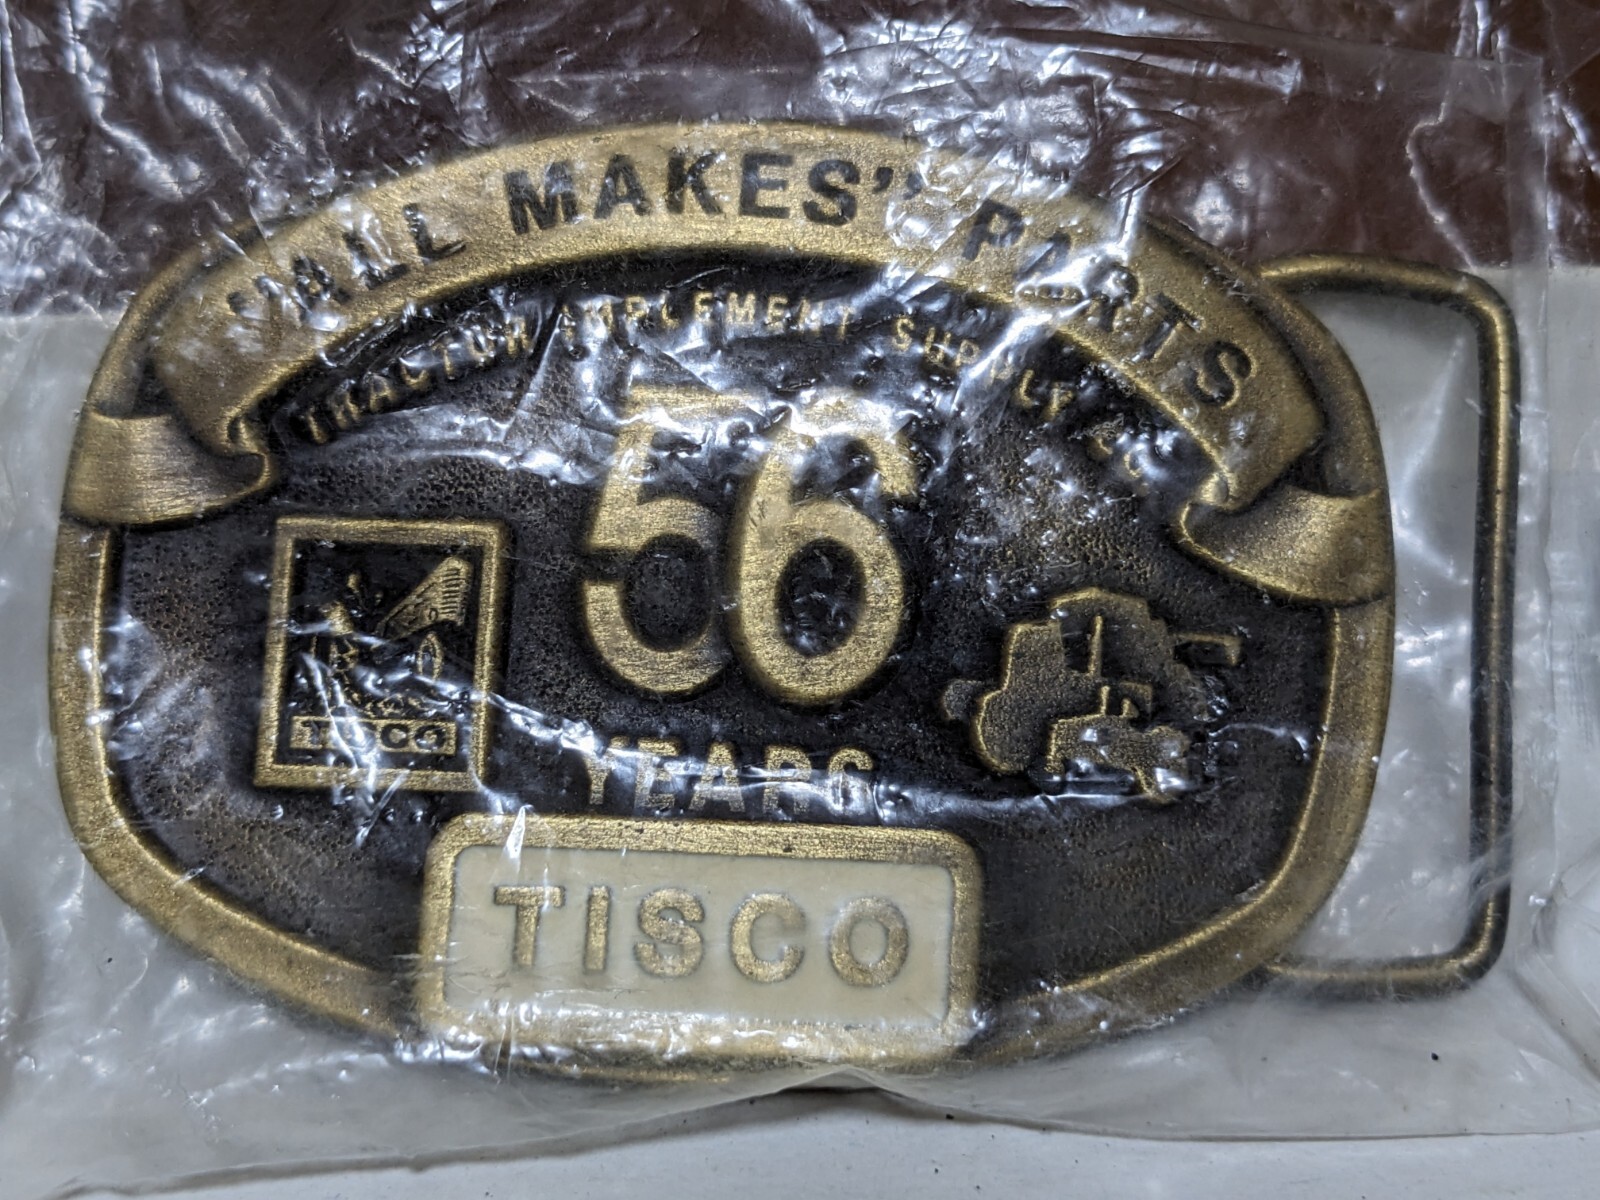 "ALL MAKES" PARTS
TRACTOR IMPLEMENT SUPPLY CO.
56
YEARS
TISCO
TISCO